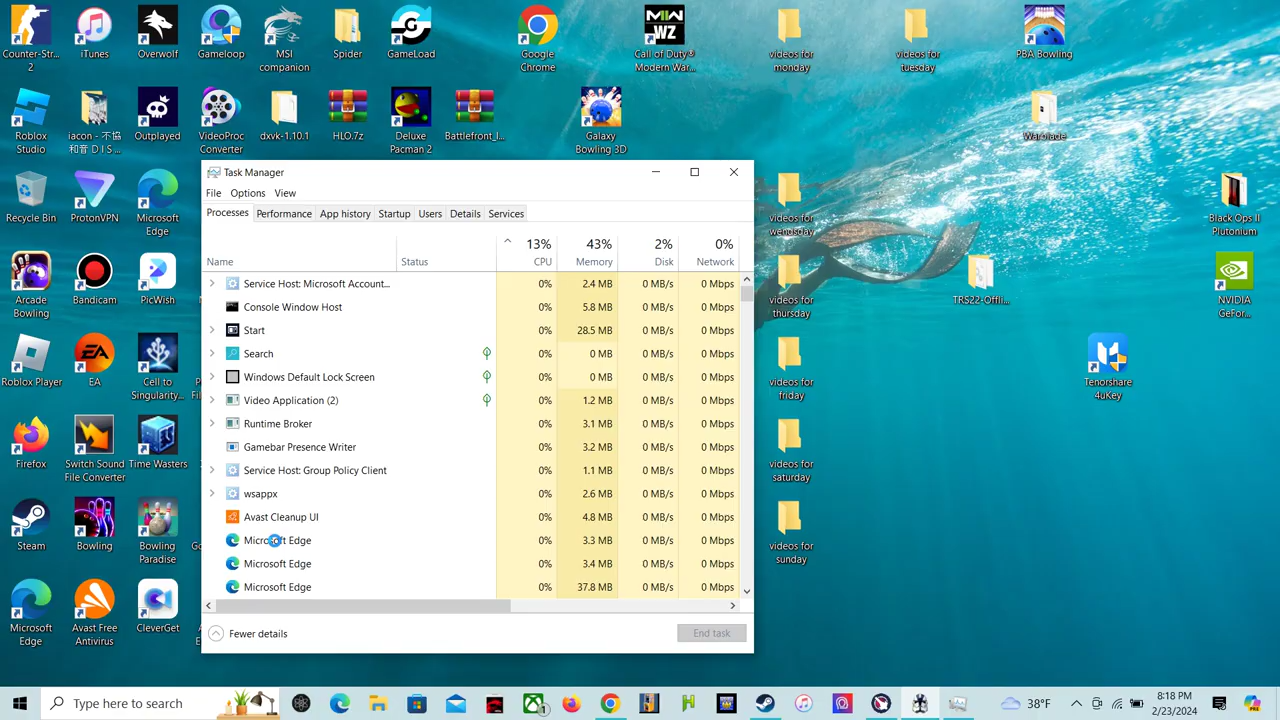 Counter-Str...
2
iTunes
Overwolf
Gameloop
MSI
companion
Spider
GameLoad
Google
Chrome
Call of Duty®
Modern War...
videos for
monday
videos for
tuesday
PBA Bowling
Roblox
Studio
iacon - 不協
和音 D I S ...
Outplayed
VideoProc
Converter
dxvk-1.10.1
HLO.7z
Deluxe
Pacman 2
Battlefront_I...
Galaxy
Bowling 3D
Warblade
Recycle Bin
ProtonVPN
Microsoft
Edge
videos for
wendsday
Black Ops II
Plutonium
Arcade
Bowling
Bandicam
PicWish
videos for
thursday
TRS22-Offli...
NVIDIA
GeFor...
Roblox Player
EA
Cell to
Singularity...
videos for
friday
Tenorshare
4uKey
Firefox
Switch Sound
File Converter
Time Wasters
videos for
saturday
Steam
Bowling
Bowling
Paradise
videos for
sunday
Microsoft
Edge
Avast Free
Antivirus
CleverGet
Task Manager
File Options View
Processes Performance App history Startup Users Details Services
13% 43% 2% 0%
Name Status CPU Memory Disk Network
Service Host: Microsoft Account... 0% 2.4 MB 0 MB/s 0 Mbps
Console Window Host 0% 5.8 MB 0 MB/s 0 Mbps
Start 0% 28.5 MB 0 MB/s 0 Mbps
Search 0% 0 MB 0 MB/s 0 Mbps
Windows Default Lock Screen 0% 0 MB 0 MB/s 0 Mbps
Video Application (2) 0% 1.2 MB 0 MB/s 0 Mbps
Runtime Broker 0% 3.1 MB 0 MB/s 0 Mbps
Gamebar Presence Writer 0% 3.2 MB 0 MB/s 0 Mbps
Service Host: Group Policy Client 0% 1.1 MB 0 MB/s 0 Mbps
wsappx 0% 2.6 MB 0 MB/s 0 Mbps
Avast Cleanup UI 0% 4.8 MB 0 MB/s 0 Mbps
Microsoft Edge 0% 3.3 MB 0 MB/s 0 Mbps
Microsoft Edge 0% 3.4 MB 0 MB/s 0 Mbps
Microsoft Edge 0% 37.8 MB 0 MB/s 0 Mbps
Fewer details
End task
Type here to search
38°F
8:18 PM
2/23/2024